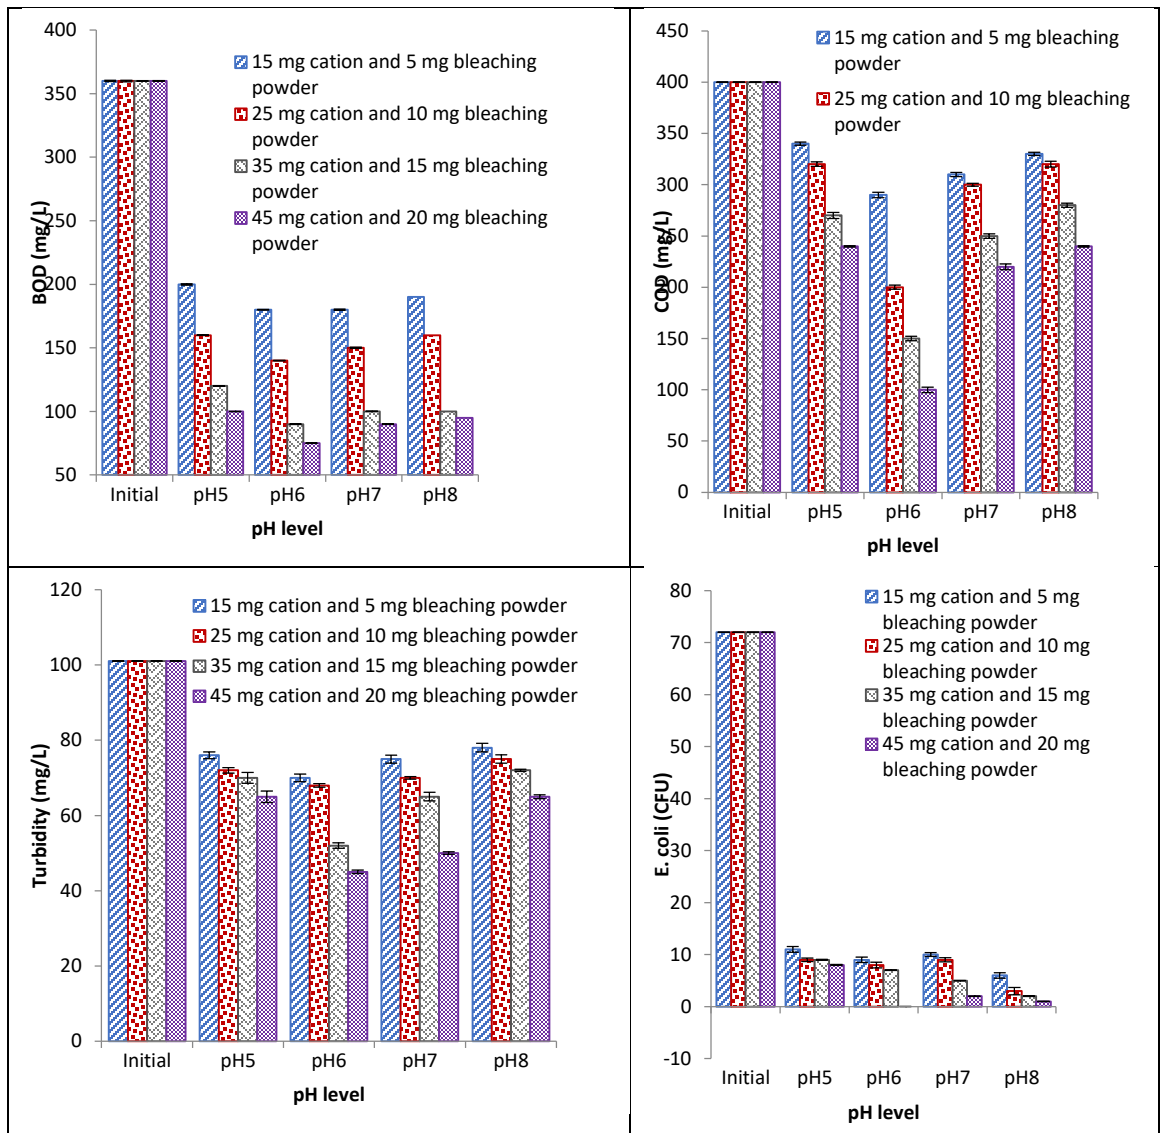 400
350
300
250
200
150
100
50
BOD (mg/L)
15 mg cation and 5 mg bleaching
powder
25 mg cation and 10 mg bleaching
powder
35 mg cation and 15 mg bleaching
powder
45 mg cation and 20 mg bleaching
powder
Initial pH5 pH6 pH7 pH8
pH level
450
400
350
300
250
200
150
100
50
0
COD (mg/L)
15 mg cation and 5 mg bleaching
powder
25 mg cation and 10 mg bleaching
powder
Initial pH5 pH6 pH7 pH8
pH level
120
100
80
60
40
20
0
Turbidity (mg/L)
15 mg cation and 5 mg bleaching powder
25 mg cation and 10 mg bleaching powder
35 mg cation and 15 mg bleaching powder
45 mg cation and 20 mg bleaching powder
Initial pH5 pH6 pH7 pH8
pH level
80
70
60
50
40
30
20
10
0
-10
E. coli (CFU)
15 mg cation and 5 mg
bleaching powder
25 mg cation and 10 mg
bleaching powder
35 mg cation and 15 mg
bleaching powder
45 mg cation and 20 mg
bleaching powder
Initial pH5 pH6 pH7 pH8
pH level